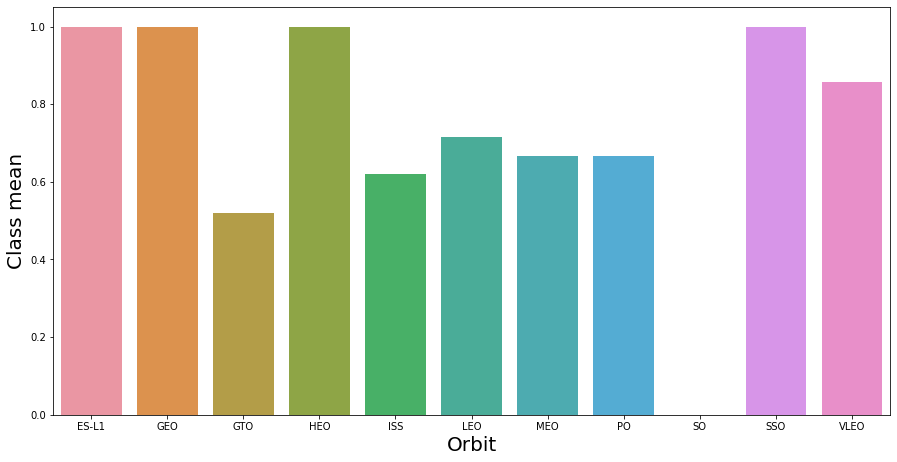 1.0
0.8
0.6
0.4
0.2
0.0
Class mean
ES-L1 GEO GTO HEO ISS LEO MEO PO SO SSO VLEO
Orbit